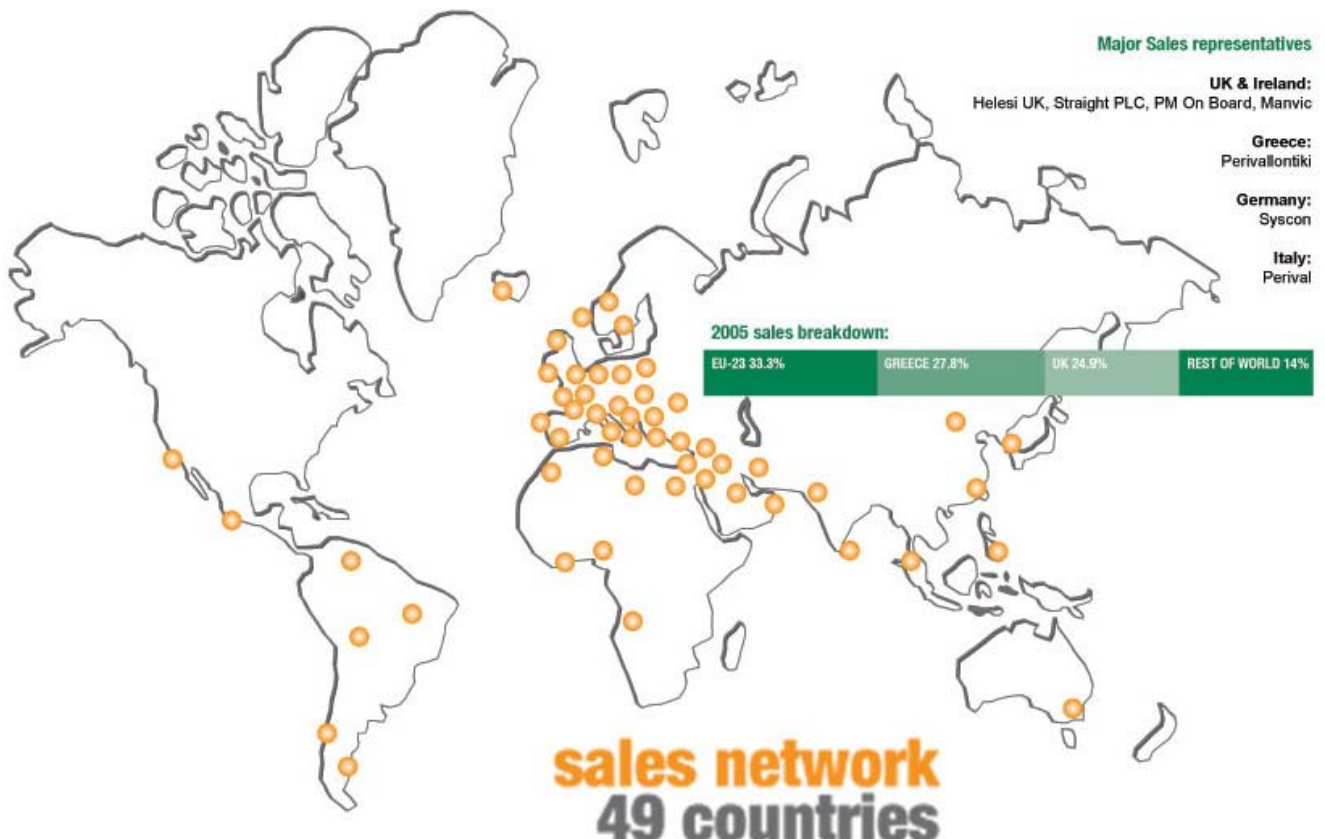 Major Sales representatives
UK & Ireland:
Helesi UK, Straight PLC, PM On Board, Manvic
Greece:
Perivallontiki
Germany:
Syscon
Italy:
Perival
2005 sales breakdown:
EU-23 33.3%
GREECE 27.8%
UK 24.9%
REST OF WORLD 14%
sales network
49 countries